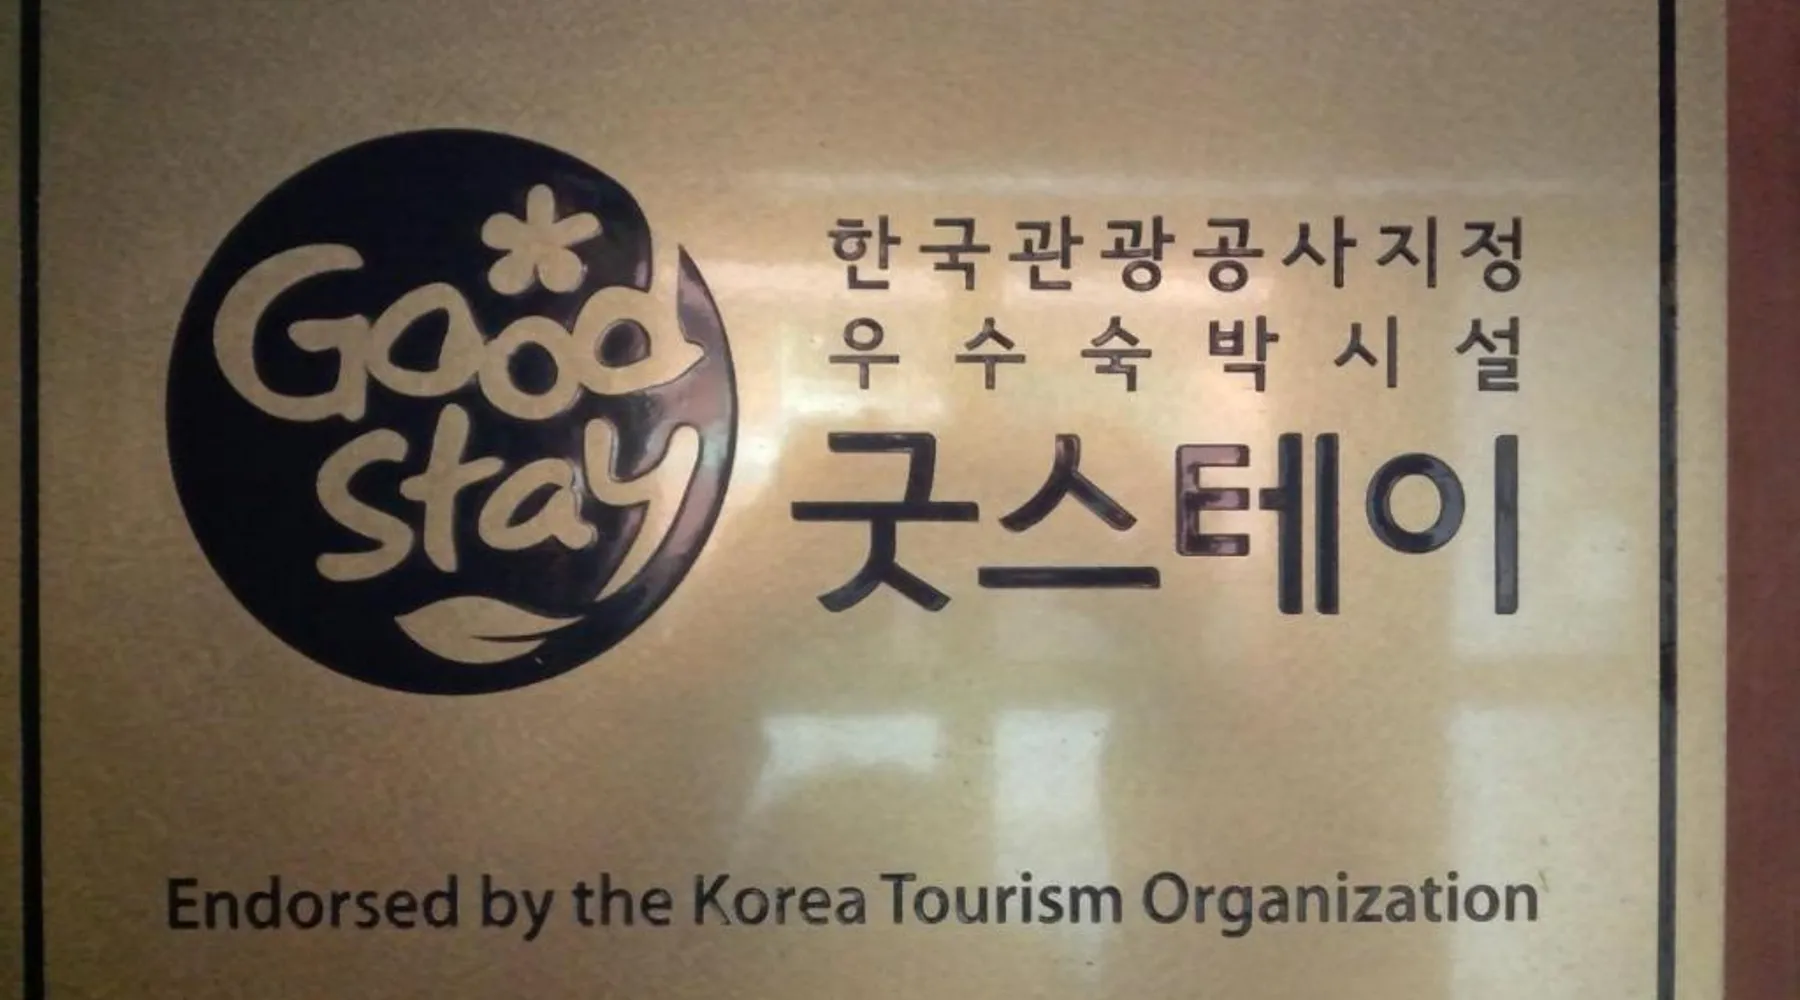 Good
stay
한국관광공사지정
우수숙박시설
굿스테이
Endorsed by the Korea Tourism Organization